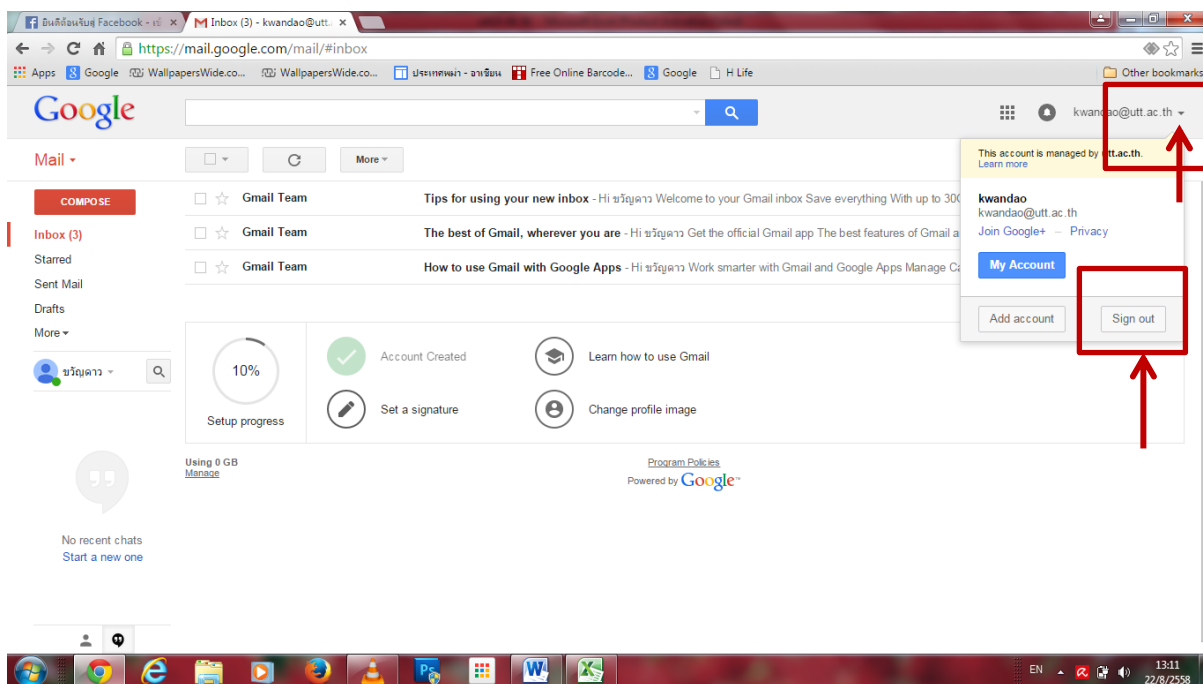 ยินดีต้อนรับสู่ Facebook - เข้
Inbox (3) - kwandao@utt.
https://mail.google.com/mail/#inbox
Apps Google WallpapersWide.co... WallpapersWide.co... ประเทศพม่า - อาเซียน Free Online Barcode... Google H Life Other bookmarks
Google
kwandao@utt.ac.th
Mail
More
This account is managed by utt.ac.th.
Learn more
kwandao
kwandao@utt.ac.th
Join Google+ – Privacy
My Account
Add account Sign out
COMPOSE
Inbox (3)
Starred
Sent Mail
Drafts
More
ขวัญดาว
Gmail Team Tips for using your new inbox - Hi ขวัญดาว Welcome to your Gmail inbox Save everything With up to 30
Gmail Team The best of Gmail, wherever you are - Hi ขวัญดาว Get the official Gmail app The best features of Gmail a
Gmail Team How to use Gmail with Google Apps - Hi ขวัญดาว Work smarter with Gmail and Google Apps Manage Ca
10%
Setup progress
Account Created
Learn how to use Gmail
Set a signature
Change profile image
Using 0 GB
Manage
Program Policies
Powered by Google™
No recent chats
Start a new one
Ps
EN
13:11
22/8/2558